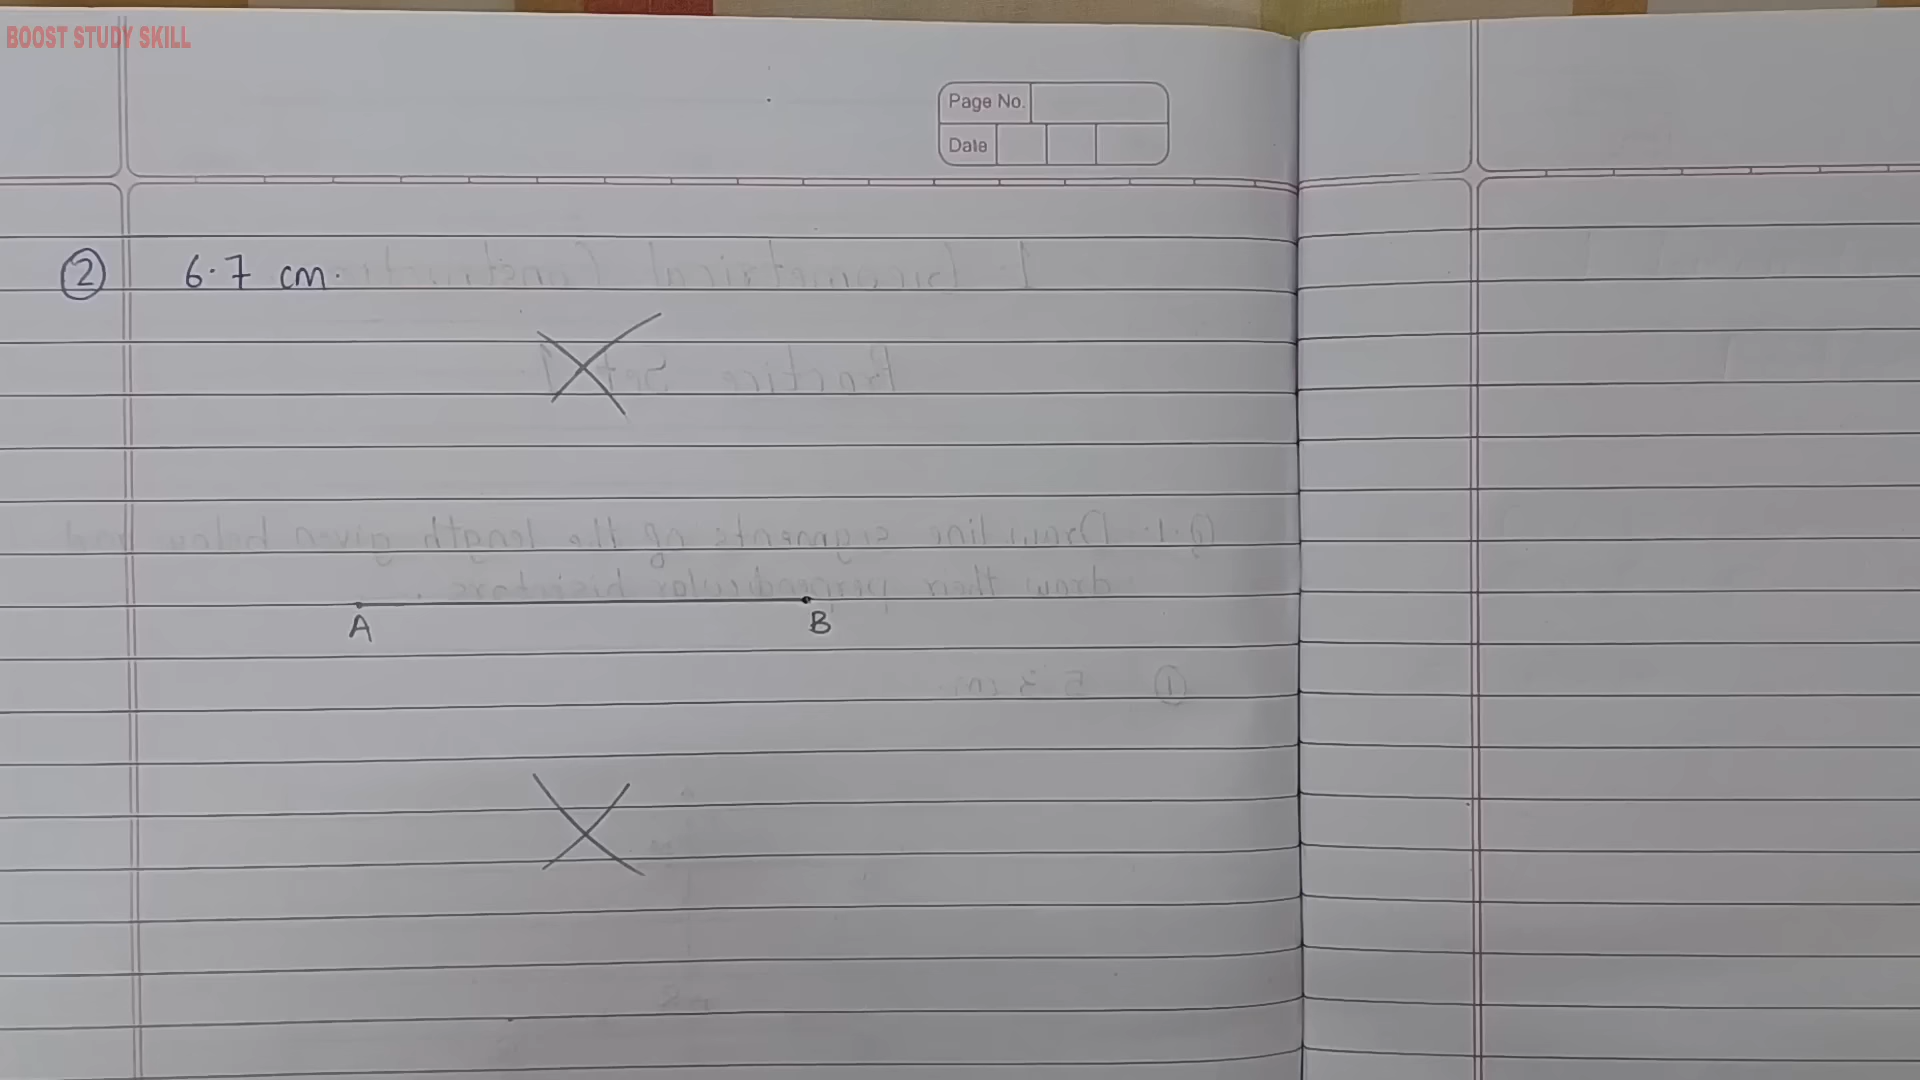 BOOST STUDY SKILL
Page No.
Date
② 6.7 cm.
A B